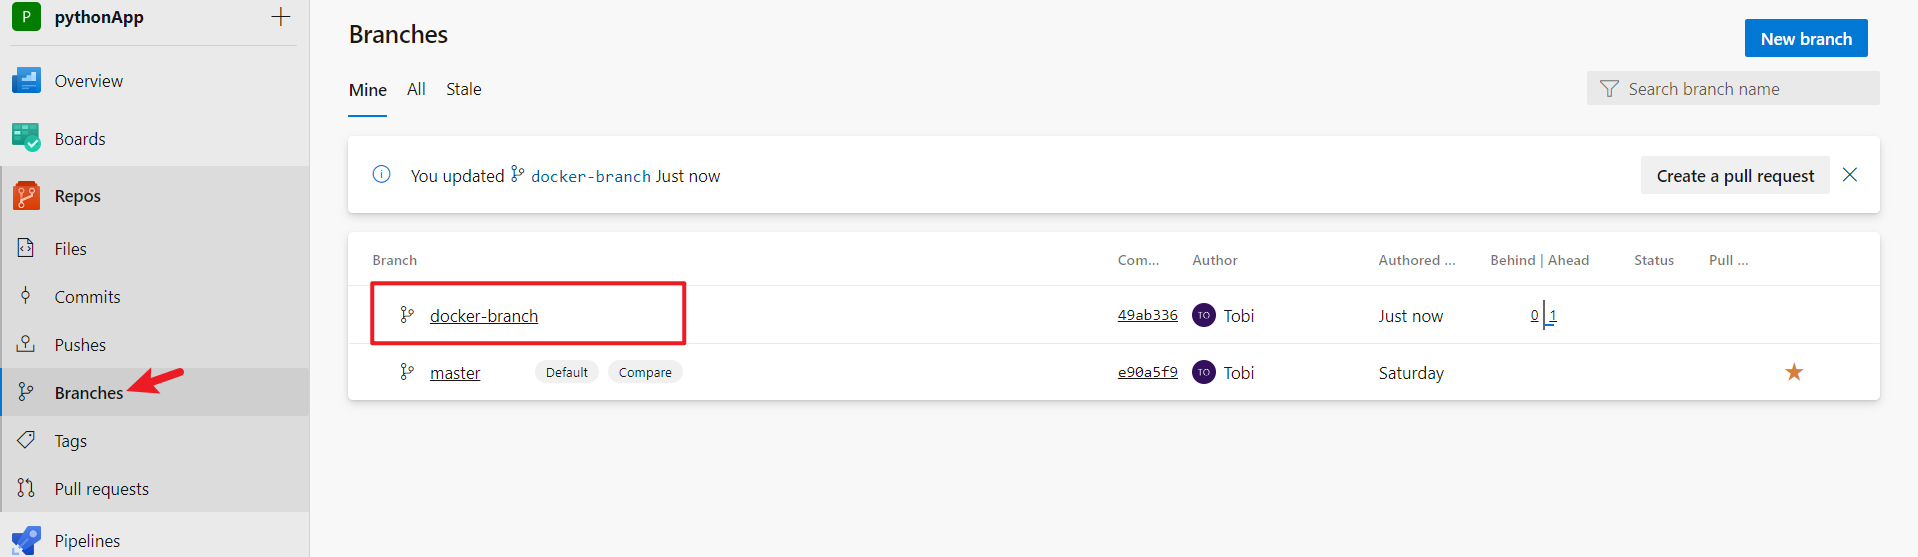 P pythonApp
Overview
Boards
Repos
Files
Commits
Pushes
Branches
Tags
Pull requests
Pipelines
Branches
New branch
Mine All Stale
Search branch name
You updated docker-branch Just now
Create a pull request
Branch Com... Author Authored ... Behind | Ahead Status Pull ...
docker-branch 49ab336 TO Tobi Just now 0 1
master Default Compare e90a5f9 TO Tobi Saturday